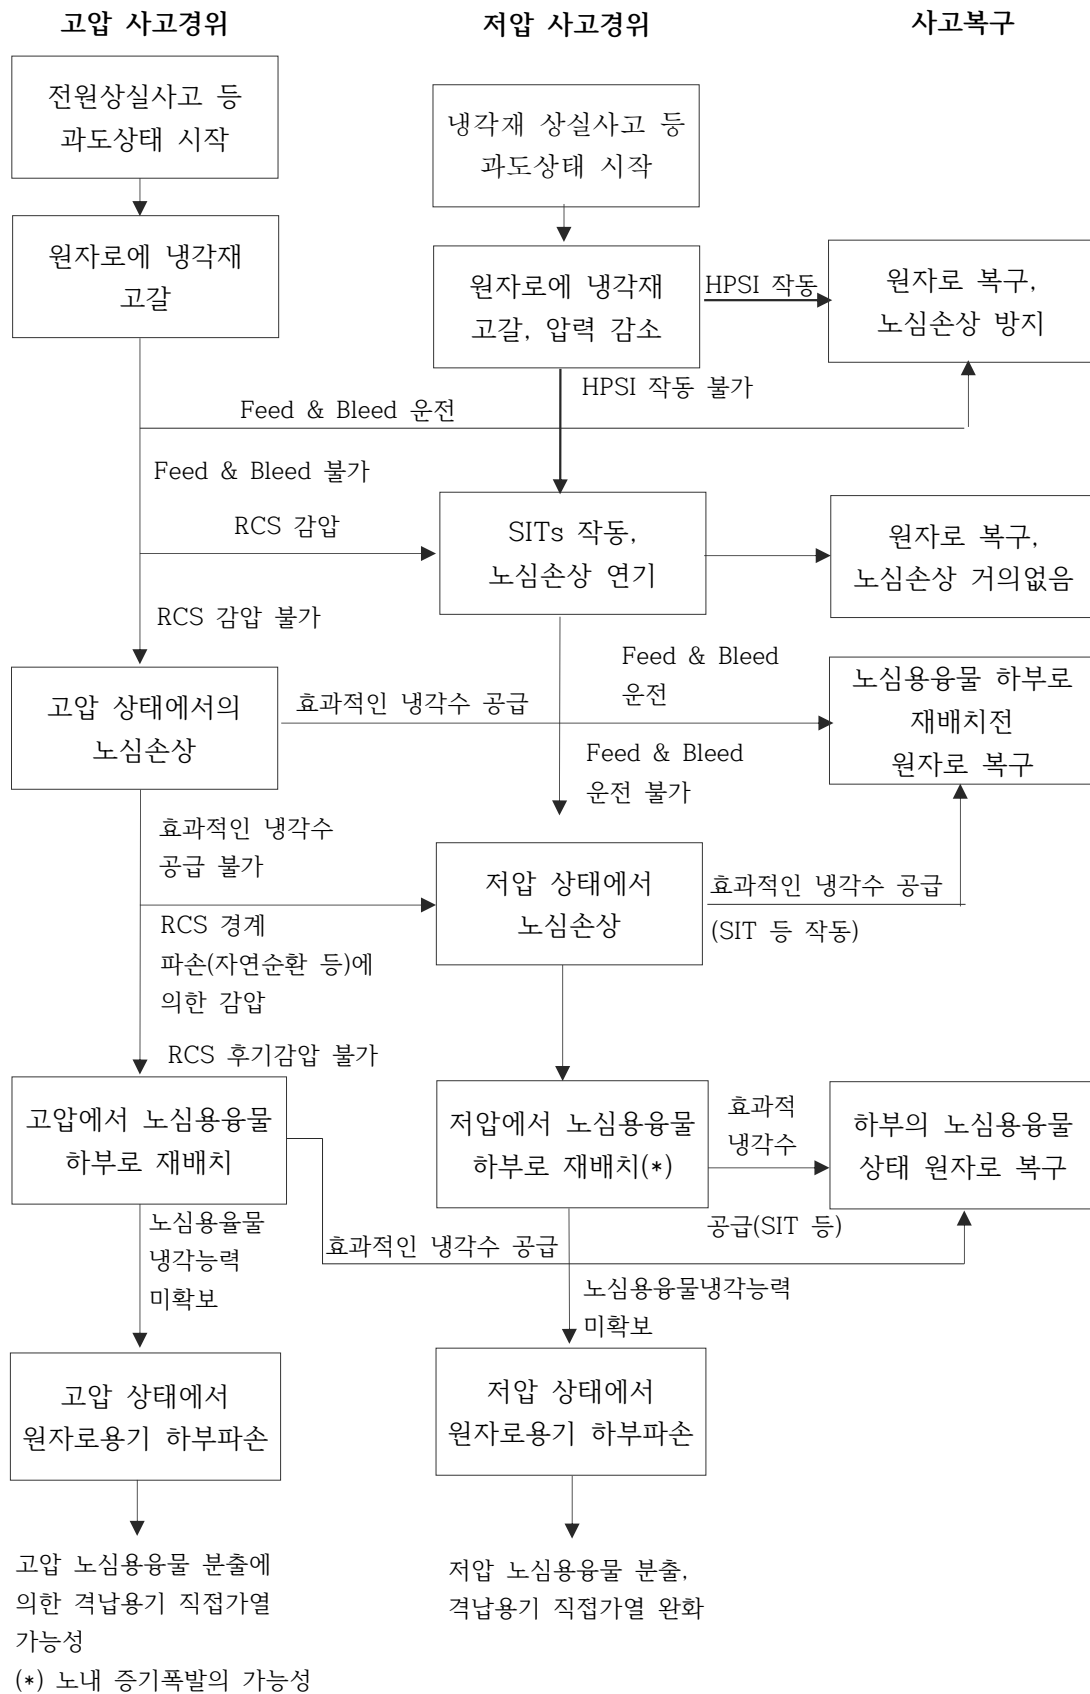 고압 사고경위
저압 사고경위
사고복구
전원상실사고 등
과도상태 시작
냉각재 상실사고 등
과도상태 시작
원자로에 냉각재
고갈
원자로에 냉각재
고갈, 압력 감소
HPSI 작동
원자로 복구,
노심손상 방지
HPSI 작동 불가
Feed & Bleed 운전
Feed & Bleed 불가
RCS 감압
SITs 작동,
노심손상 연기
원자로 복구,
노심손상 거의없음
RCS 감압 불가
고압 상태에서의
노심손상
효과적인 냉각수 공급
Feed & Bleed
운전
노심용융물 하부로
재배치전
원자로 복구
Feed & Bleed
운전 불가
효과적인 냉각수
공급 불가
저압 상태에서
노심손상
효과적인 냉각수 공급
(SIT 등 작동)
RCS 경계
파손(자연순환 등)에
의한 감압
RCS 후기감압 불가
고압에서 노심용융물
하부로 재배치
저압에서 노심용융물
하부로 재배치(*)
효과적
냉각수
공급(SIT 등)
하부의 노심용융물
상태 원자로 복구
노심용율물
냉각능력
미확보
효과적인 냉각수 공급
노심용융물냉각능력
미확보
고압 상태에서
원자로용기 하부파손
저압 상태에서
원자로용기 하부파손
고압 노심용융물 분출에
의한 격납용기 직접가열
가능성
저압 노심용융물 분출,
격납용기 직접가열 완화
(*) 노내 증기폭발의 가능성